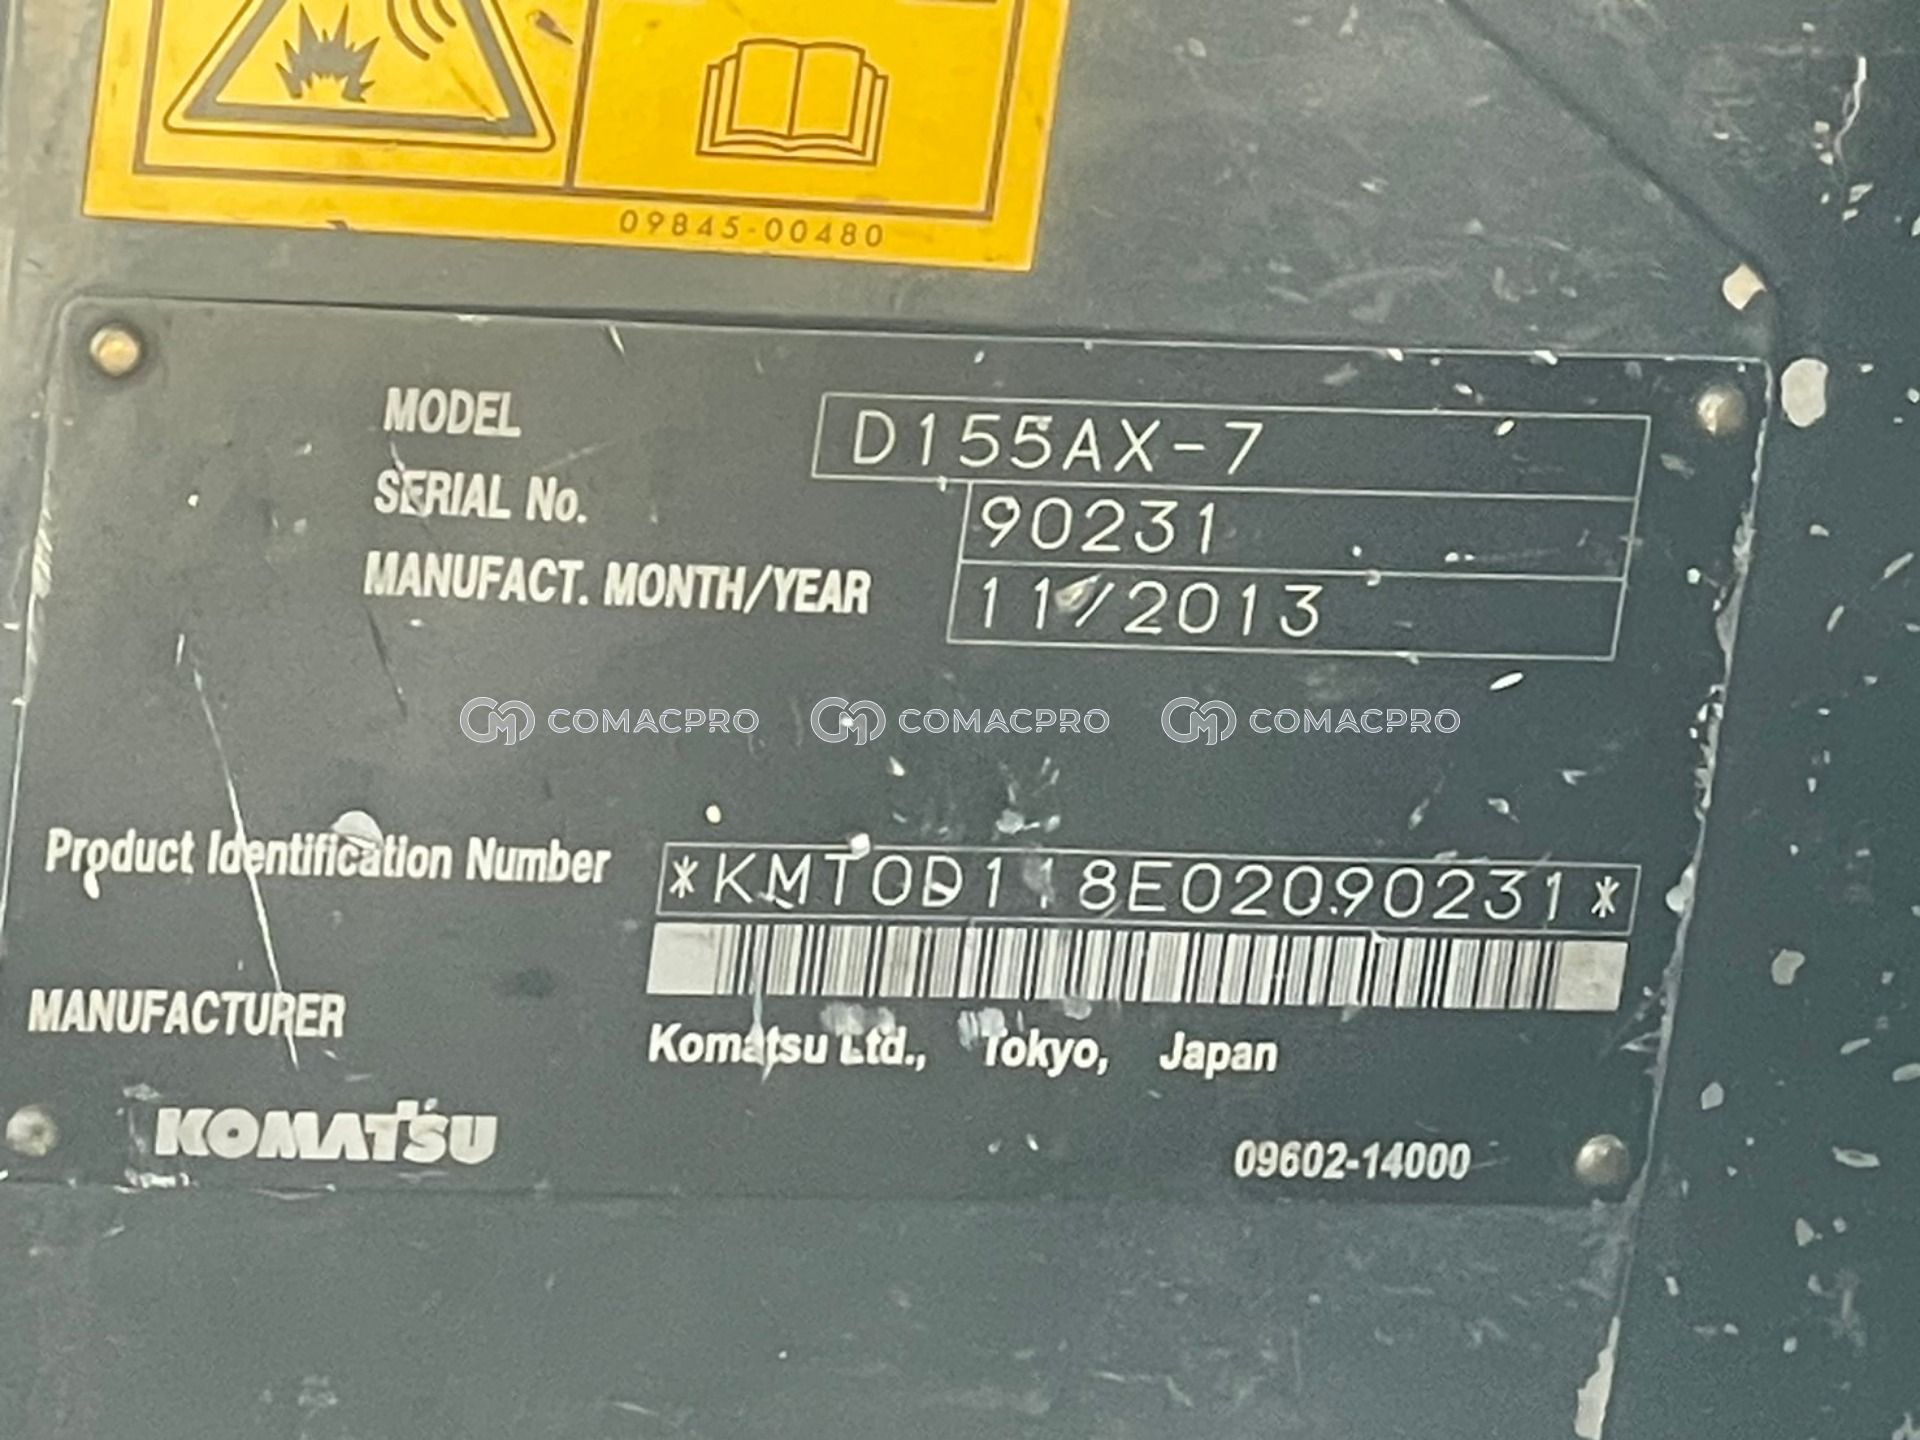 09845-00480
MODEL D155AX-7
SERIAL No. 90231
MANUFACT. MONTH/YEAR 11/2013
COMACPRO COMACPRO COMACPRO
Product Identification Number *KMT0D118E02090231*
MANUFACTURER Komatsu Ltd., Tokyo, Japan
KOMATSU 09602-14000